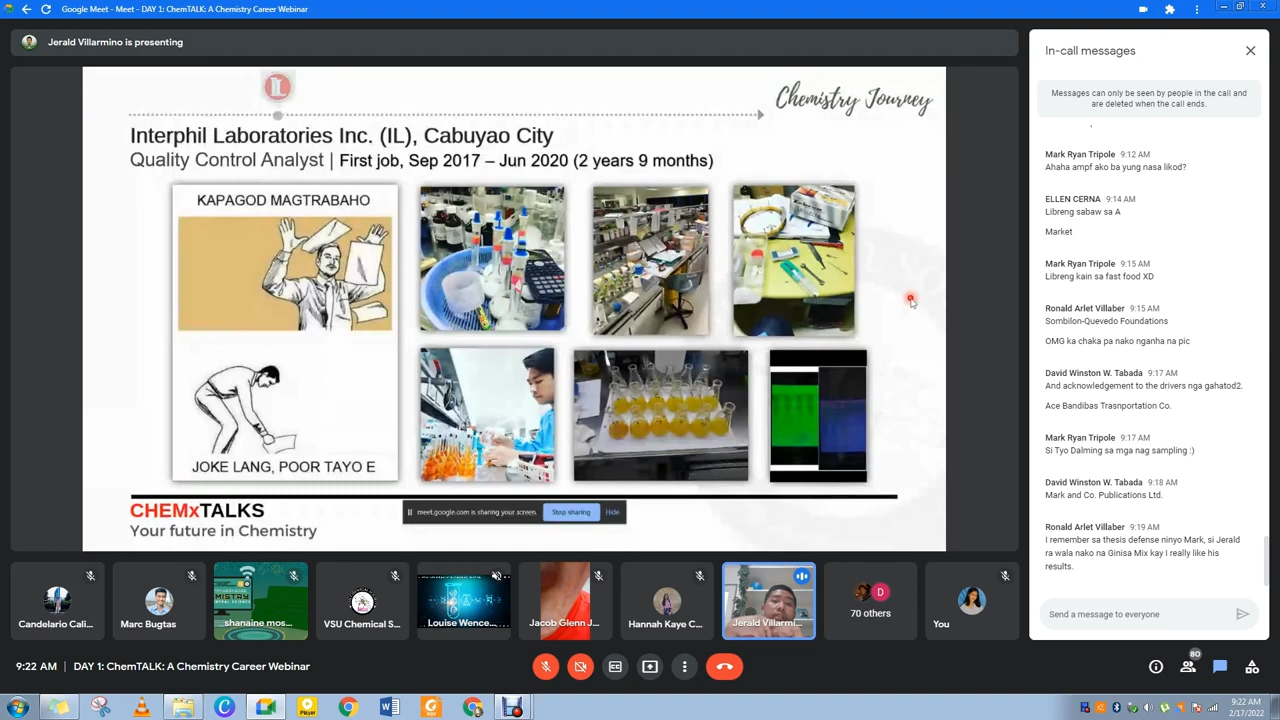 Google Meet - Meet - DAY 1: ChemTALK: A Chemistry Career Webinar
Jerald Villarmino is presenting
IL
Chemistry Journey
Interphil Laboratories Inc. (IL), Cabuyao City
Quality Control Analyst | First job, Sep 2017 – Jun 2020 (2 years 9 months)
KAPAGOD MAGTRABAHO
JOKE LANG, POOR TAYO E
CHEMxTALKS
Your future in Chemistry
meet.google.com is sharing your screen.
Stop sharing
Hide
In-call messages
Messages can only be seen by people in the call and
are deleted when the call ends.
Mark Ryan Tripole 9:12 AM
Ahaha ampf ako ba yung nasa likod?
ELLEN CERNA 9:14 AM
Libreng sabaw sa A
Market
Mark Ryan Tripole 9:15 AM
Libreng kain sa fast food XD
Ronald Arlet Villaber 9:15 AM
Sombilon-Quevedo Foundations
OMG ka chaka pa nako nganha na pic
David Winston W. Tabada 9:17 AM
And acknowledgement to the drivers nga gahatod2.
Ace Bandibas Trasnportation Co.
Mark Ryan Tripole 9:17 AM
Si Tyo Dalming sa mga nag sampling :)
David Winston W. Tabada 9:18 AM
Mark and Co. Publications Ltd.
Ronald Arlet Villaber 9:19 AM
I remember sa thesis defense ninyo Mark, si Jerald
ra wala nako na Ginisa Mix kay I really like his
results.
Send a message to everyone
Candelario Cali...
Marc Bugtas
shanaine mos...
VSU Chemical S...
Louise Wence...
Jacob Glenn J...
Hannah Kaye C...
Jerald Villarmi...
D
70 others
You
9:22 AM | DAY 1: ChemTALK: A Chemistry Career Webinar
80
9:22 AM
2/17/2022